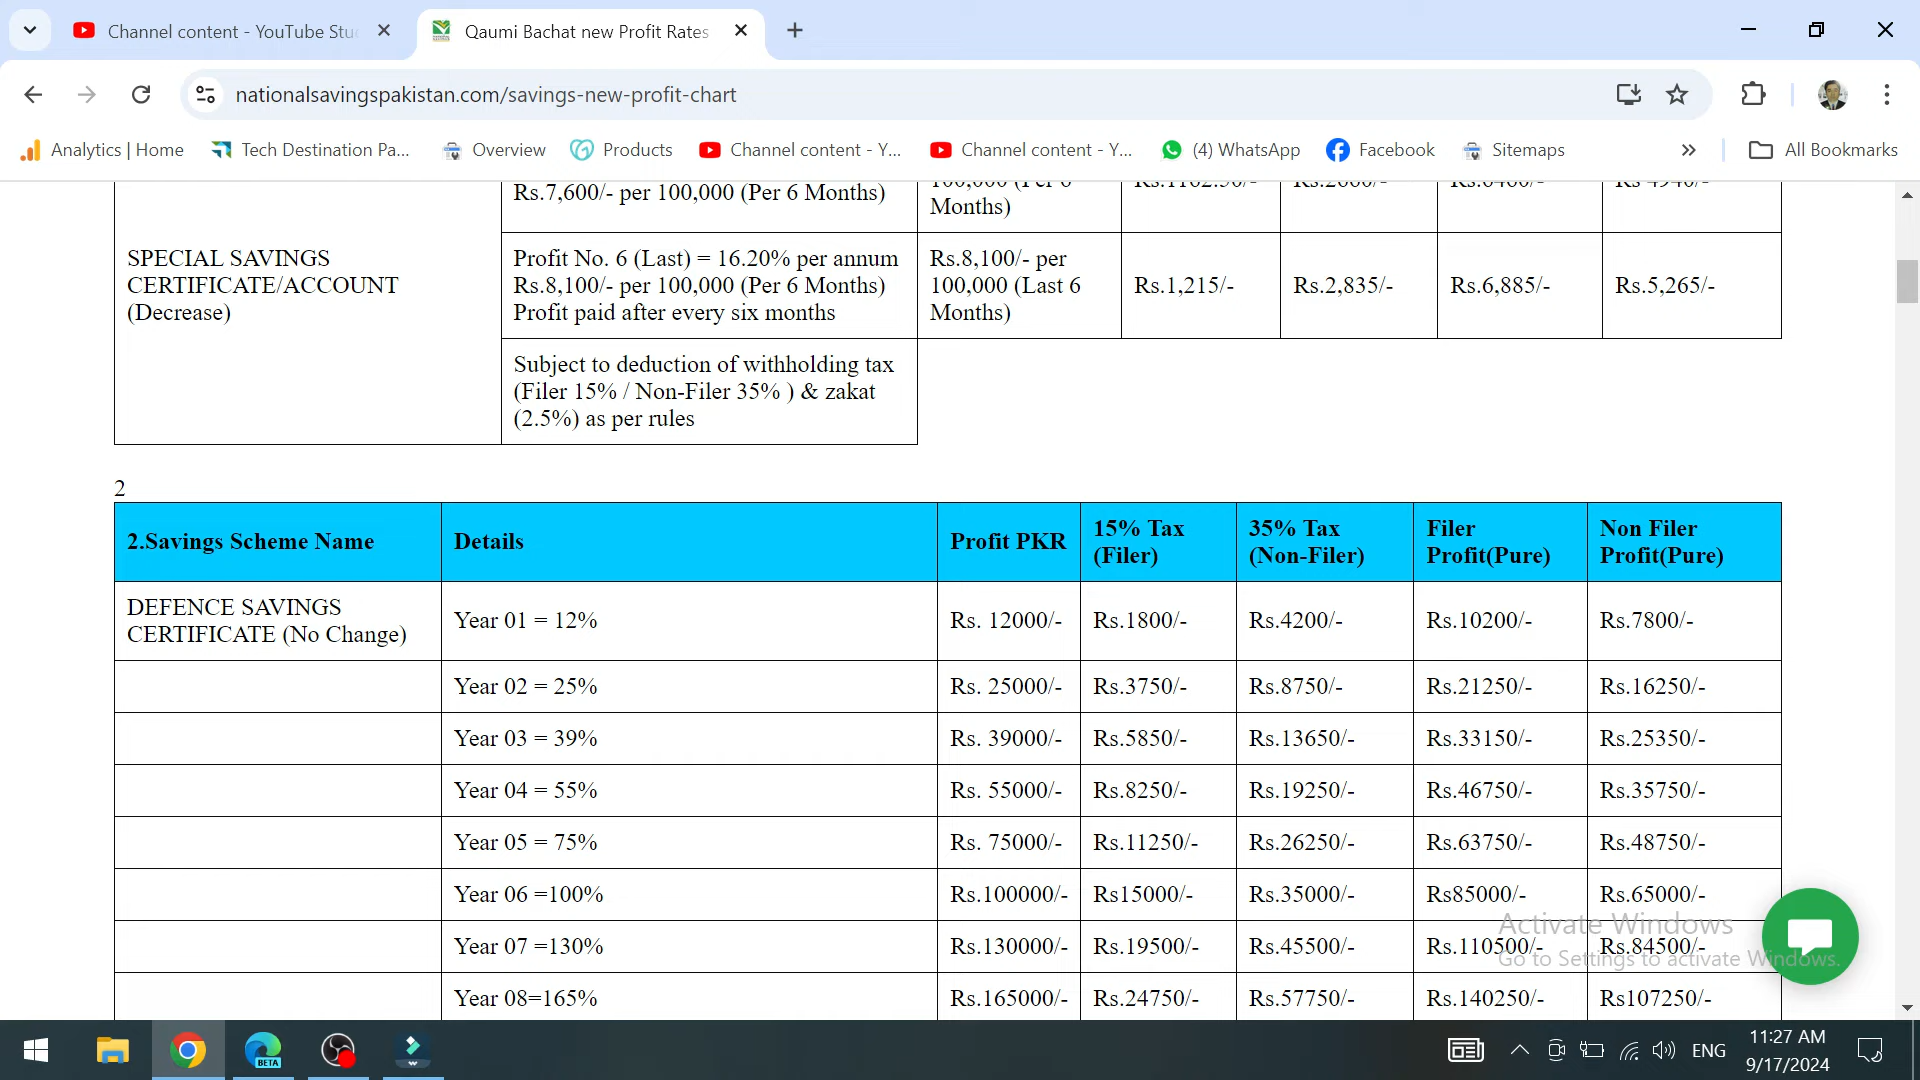 Channel content - YouTube Stu
Qaumi Bachat new Profit Rates
nationalsavingspakistan.com/savings-new-profit-chart
Analytics | Home
Tech Destination Pa...
Overview
Products
Channel content - Y...
Channel content - Y...
(4) WhatsApp
Facebook
Sitemaps
All Bookmarks
Rs.7,600/- per 100,000 (Per 6 Months)
Months)
SPECIAL SAVINGS
CERTIFICATE/ACCOUNT
(Decrease)
Profit No. 6 (Last) = 16.20% per annum
Rs.8,100/- per 100,000 (Per 6 Months)
Profit paid after every six months
Rs.8,100/- per
100,000 (Last 6
Months)
Rs.1,215/-
Rs.2,835/-
Rs.6,885/-
Rs.5,265/-
Subject to deduction of withholding tax
(Filer 15% / Non-Filer 35% ) & zakat
(2.5%) as per rules
2
2.Savings Scheme Name
Details
Profit PKR
15% Tax
(Filer)
35% Tax
(Non-Filer)
Filer
Profit(Pure)
Non Filer
Profit(Pure)
DEFENCE SAVINGS
CERTIFICATE (No Change)
Year 01 = 12%
Rs. 12000/-
Rs.1800/-
Rs.4200/-
Rs.10200/-
Rs.7800/-
Year 02 = 25%
Rs. 25000/-
Rs.3750/-
Rs.8750/-
Rs.21250/-
Rs.16250/-
Year 03 = 39%
Rs. 39000/-
Rs.5850/-
Rs.13650/-
Rs.33150/-
Rs.25350/-
Year 04 = 55%
Rs. 55000/-
Rs.8250/-
Rs.19250/-
Rs.46750/-
Rs.35750/-
Year 05 = 75%
Rs. 75000/-
Rs.11250/-
Rs.26250/-
Rs.63750/-
Rs.48750/-
Year 06 =100%
Rs.100000/-
Rs15000/-
Rs.35000/-
Rs85000/-
Rs.65000/-
Year 07 =130%
Rs.130000/-
Rs.19500/-
Rs.45500/-
Rs.110500/-
Rs.84500/-
Year 08=165%
Rs.165000/-
Rs.24750/-
Rs.57750/-
Rs.140250/-
Rs107250/-
Activate Windows
Go to Settings to activate Windows.
BETA
ENG
11:27 AM
9/17/2024